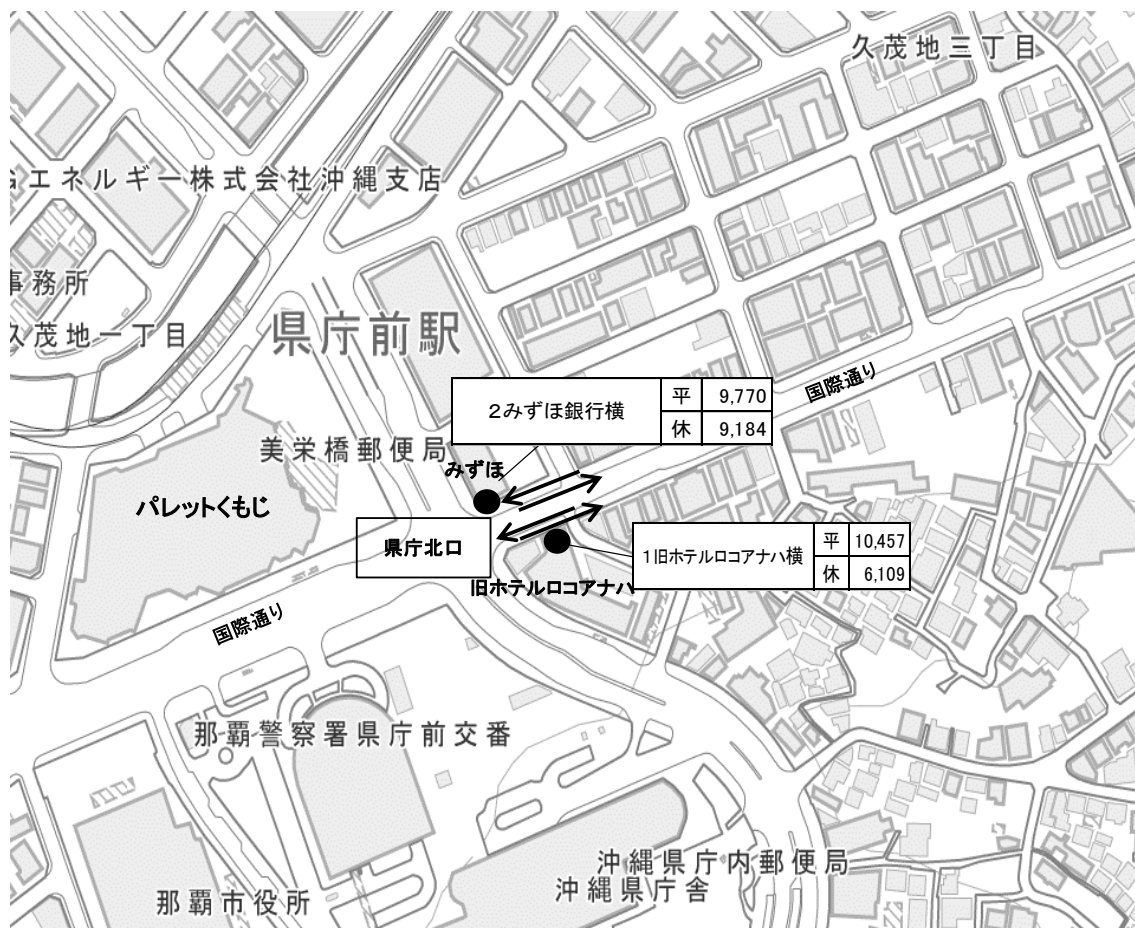 久茂地三丁目
エネルギー株式会社沖縄支店
事務所
久茂地一丁目
県庁前駅
国際通り
2みずほ銀行横
平 9,770
休 9,184
美栄橋郵便局
みずほ
パレットくもじ
県庁北口
1旧ホテルロコアナハ横
平 10,457
休 6,109
旧ホテルロコアナハ
国際通り
那覇警察署県庁前交番
沖縄県庁内郵便局
沖縄県庁舎
那覇市役所